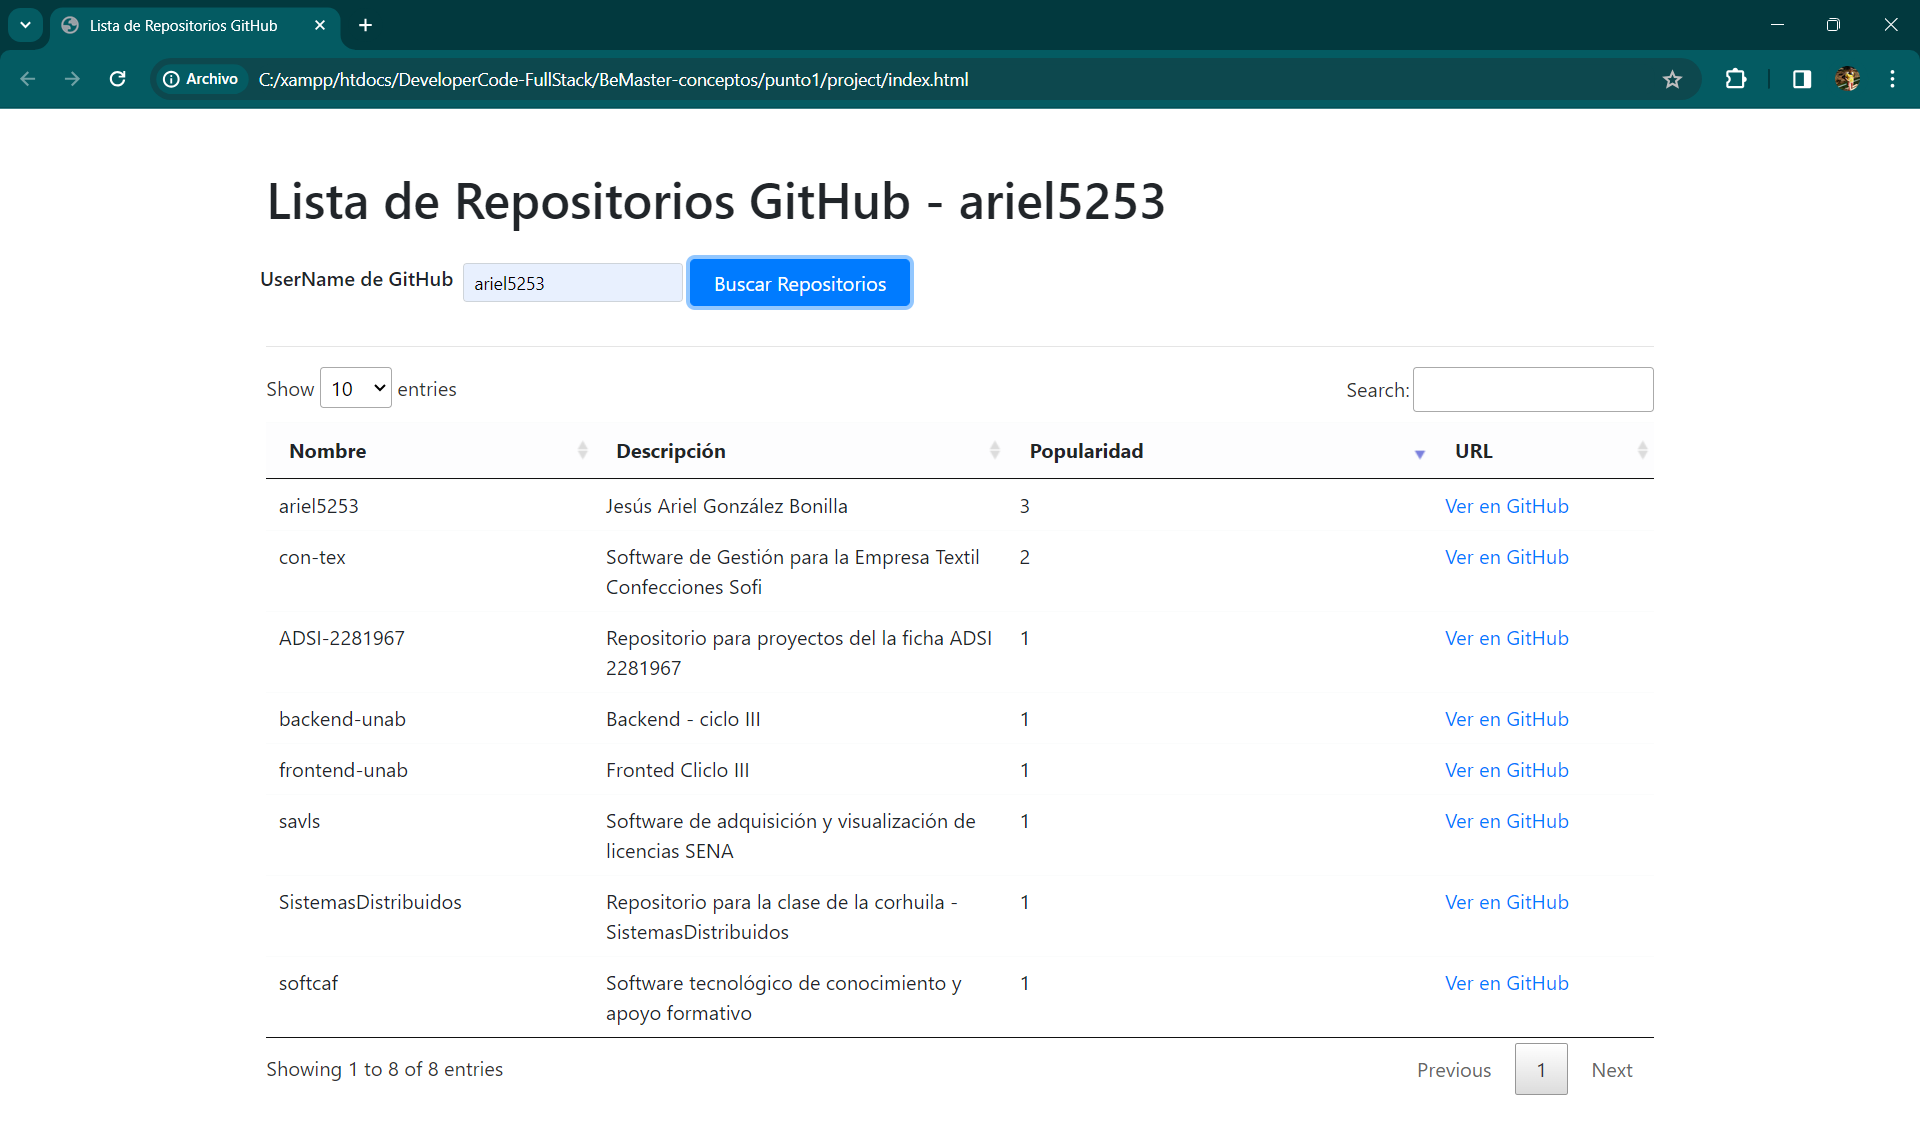 Lista de Repositorios GitHub
Archivo C:/xampp/htdocs/DeveloperCode-FullStack/BeMaster-conceptos/punto1/project/index.html
Lista de Repositorios GitHub - ariel5253
UserName de GitHub ariel5253 Buscar Repositorios
Show 10 entries Search:
Nombre Descripción Popularidad URL
ariel5253 Jesús Ariel González Bonilla 3 Ver en GitHub
con-tex Software de Gestión para la Empresa Textil 2 Ver en GitHub
Confecciones Sofi
ADSI-2281967 Repositorio para proyectos del la ficha ADSI 1 Ver en GitHub
2281967
backend-unab Backend - ciclo III 1 Ver en GitHub
frontend-unab Fronted Cliclo III 1 Ver en GitHub
savls Software de adquisición y visualización de 1 Ver en GitHub
licencias SENA
SistemasDistribuidos Repositorio para la clase de la corhuila - 1 Ver en GitHub
SistemasDistribuidos
softcaf Software tecnológico de conocimiento y 1 Ver en GitHub
apoyo formativo
Showing 1 to 8 of 8 entries Previous 1 Next